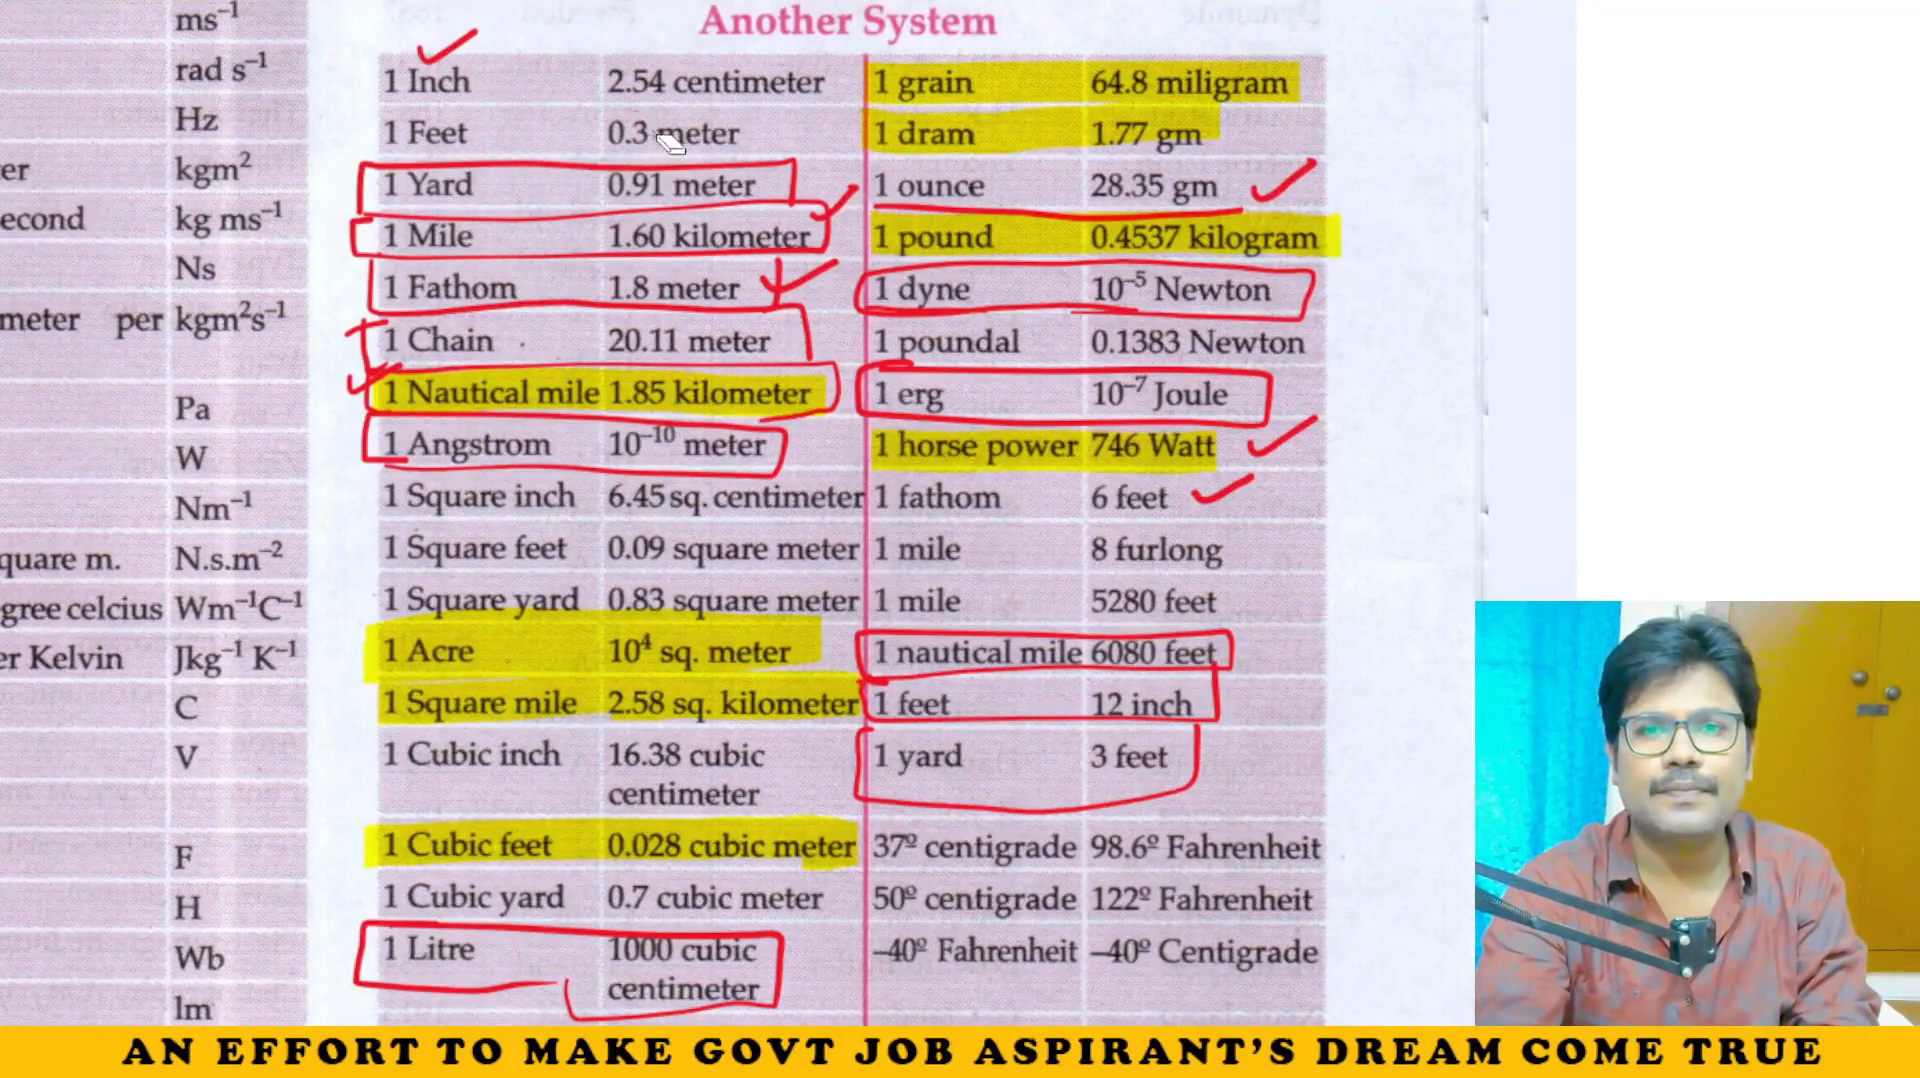 Another System
ms⁻¹
rad s⁻¹
Hz
er kgm²
second kg ms⁻¹
Ns
meter per kgm²s⁻¹
Pa
W
Nm⁻¹
quare m. N.s.m⁻²
gree celcius Wm⁻¹C⁻¹
er Kelvin Jkg⁻¹ K⁻¹
C
V
F
H
Wb
lm
1 Inch 2.54 centimeter 1 grain 64.8 miligram
1 Feet 0.3 meter 1 dram 1.77 gm
1 Yard 0.91 meter 1 ounce 28.35 gm
1 Mile 1.60 kilometer 1 pound 0.4537 kilogram
1 Fathom 1.8 meter 1 dyne 10⁻⁵ Newton
1 Chain 20.11 meter 1 poundal 0.1383 Newton
1 Nautical mile 1.85 kilometer 1 erg 10⁻⁷ Joule
1 Angstrom 10⁻¹⁰ meter 1 horse power 746 Watt
1 Square inch 6.45 sq. centimeter 1 fathom 6 feet
1 Square feet 0.09 square meter 1 mile 8 furlong
1 Square yard 0.83 square meter 1 mile 5280 feet
1 Acre 10⁴ sq. meter 1 nautical mile 6080 feet
1 Square mile 2.58 sq. kilometer 1 feet 12 inch
1 Cubic inch 16.38 cubic 1 yard 3 feet
centimeter
1 Cubic feet 0.028 cubic meter 37º centigrade 98.6º Fahrenheit
1 Cubic yard 0.7 cubic meter 50º centigrade 122º Fahrenheit
1 Litre 1000 cubic –40º Fahrenheit –40º Centigrade
centimeter
AN EFFORT TO MAKE GOVT JOB ASPIRANT'S DREAM COME TRUE